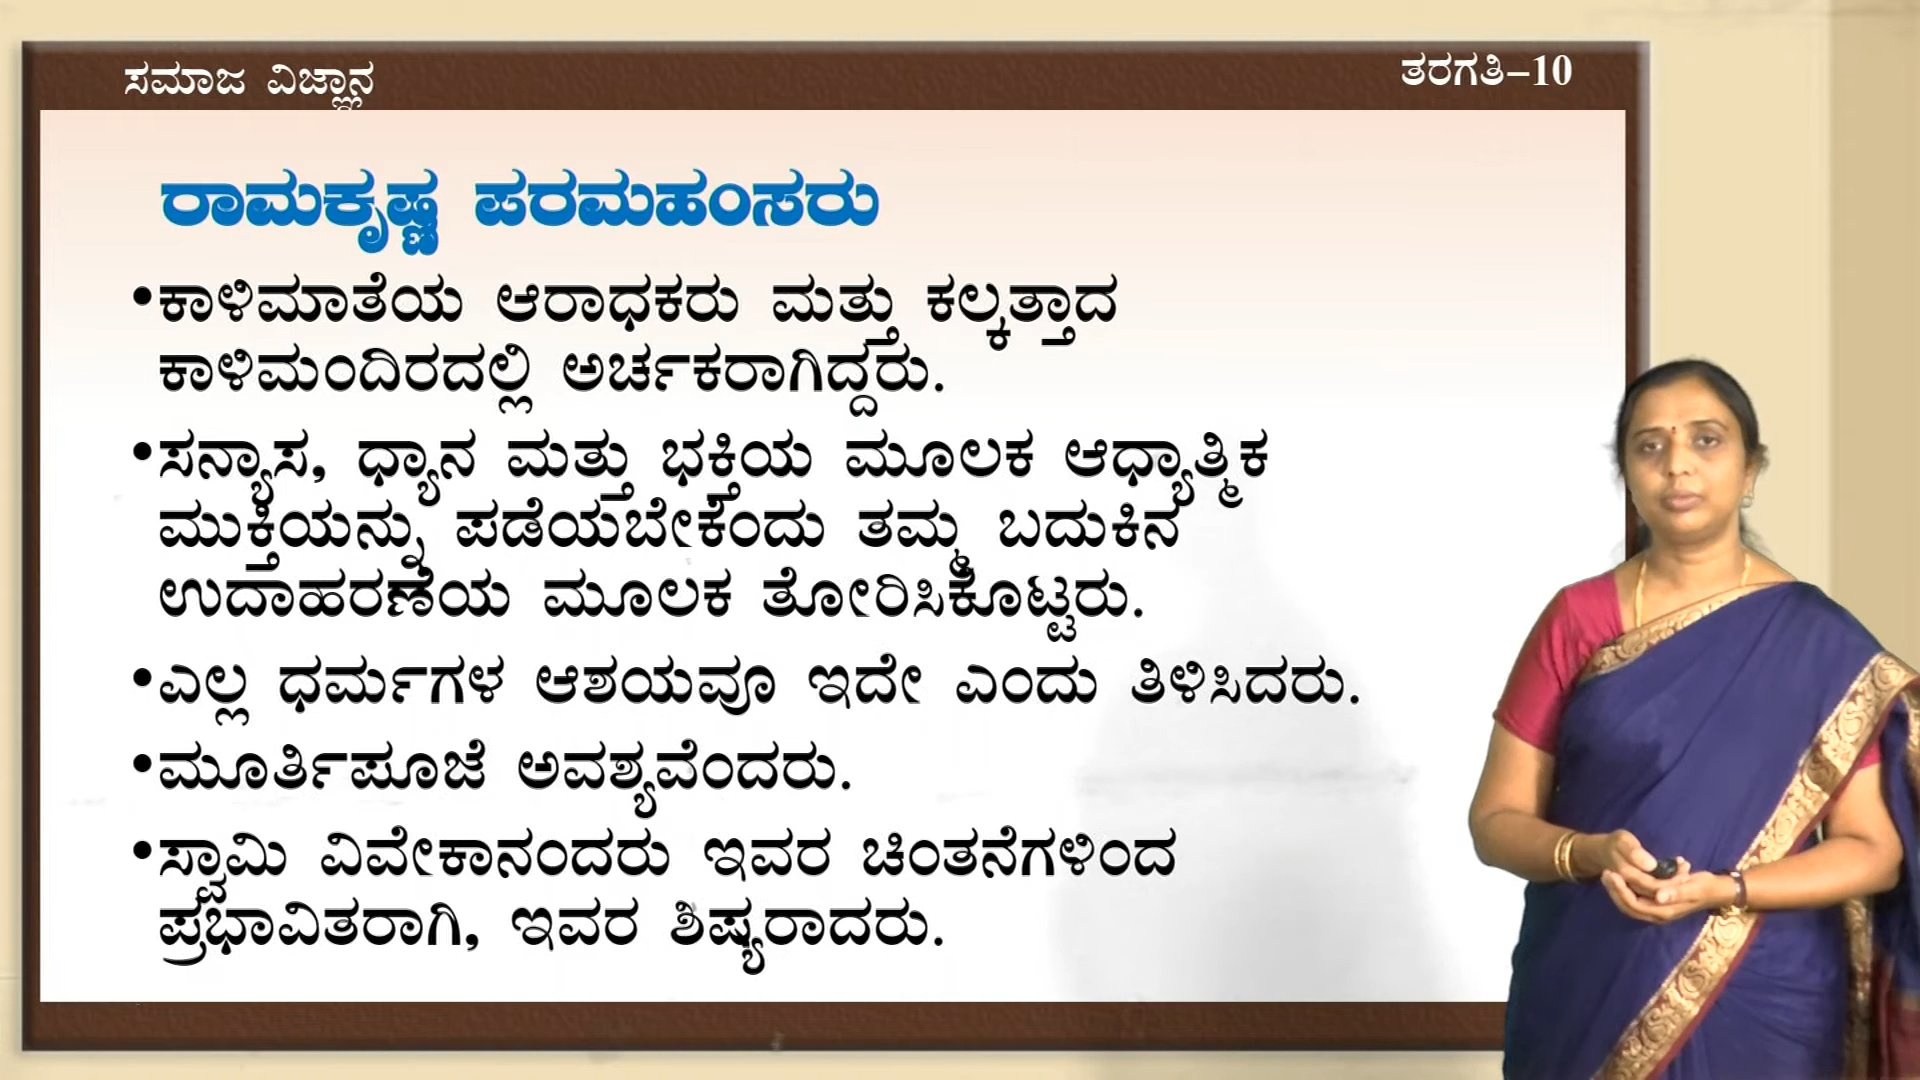 ಸಮಾಜ ವಿಜ್ಞಾನ
ತರಗತಿ–10
ರಾಮಕೃಷ್ಣ ಪರಮಹಂಸರು
•ಕಾಳಿಮಾತೆಯ ಆರಾಧಕರು ಮತ್ತು ಕಲ್ಕತ್ತಾದ
ಕಾಳಿಮಂದಿರದಲ್ಲಿ ಅರ್ಚಕರಾಗಿದ್ದರು.
•ಸನ್ಯಾಸ, ಧ್ಯಾನ ಮತ್ತು ಭಕ್ತಿಯ ಮೂಲಕ ಆಧ್ಯಾತ್ಮಿಕ
ಮುಕ್ತಿಯನ್ನು ಪಡೆಯಬೇಕೆಂದು ತಮ್ಮ ಬದುಕಿನ
ಉದಾಹರಣೆಯ ಮೂಲಕ ತೋರಿಸಿಕೊಟ್ಟರು.
•ಎಲ್ಲ ಧರ್ಮಗಳ ಆಶಯವೂ ಇದೇ ಎಂದು ತಿಳಿಸಿದರು.
•ಮೂರ್ತಿಪೂಜೆ ಅವಶ್ಯವೆಂದರು.
•ಸ್ವಾಮಿ ವಿವೇಕಾನಂದರು ಇವರ ಚಿಂತನೆಗಳಿಂದ
ಪ್ರಭಾವಿತರಾಗಿ, ಇವರ ಶಿಷ್ಯರಾದರು.